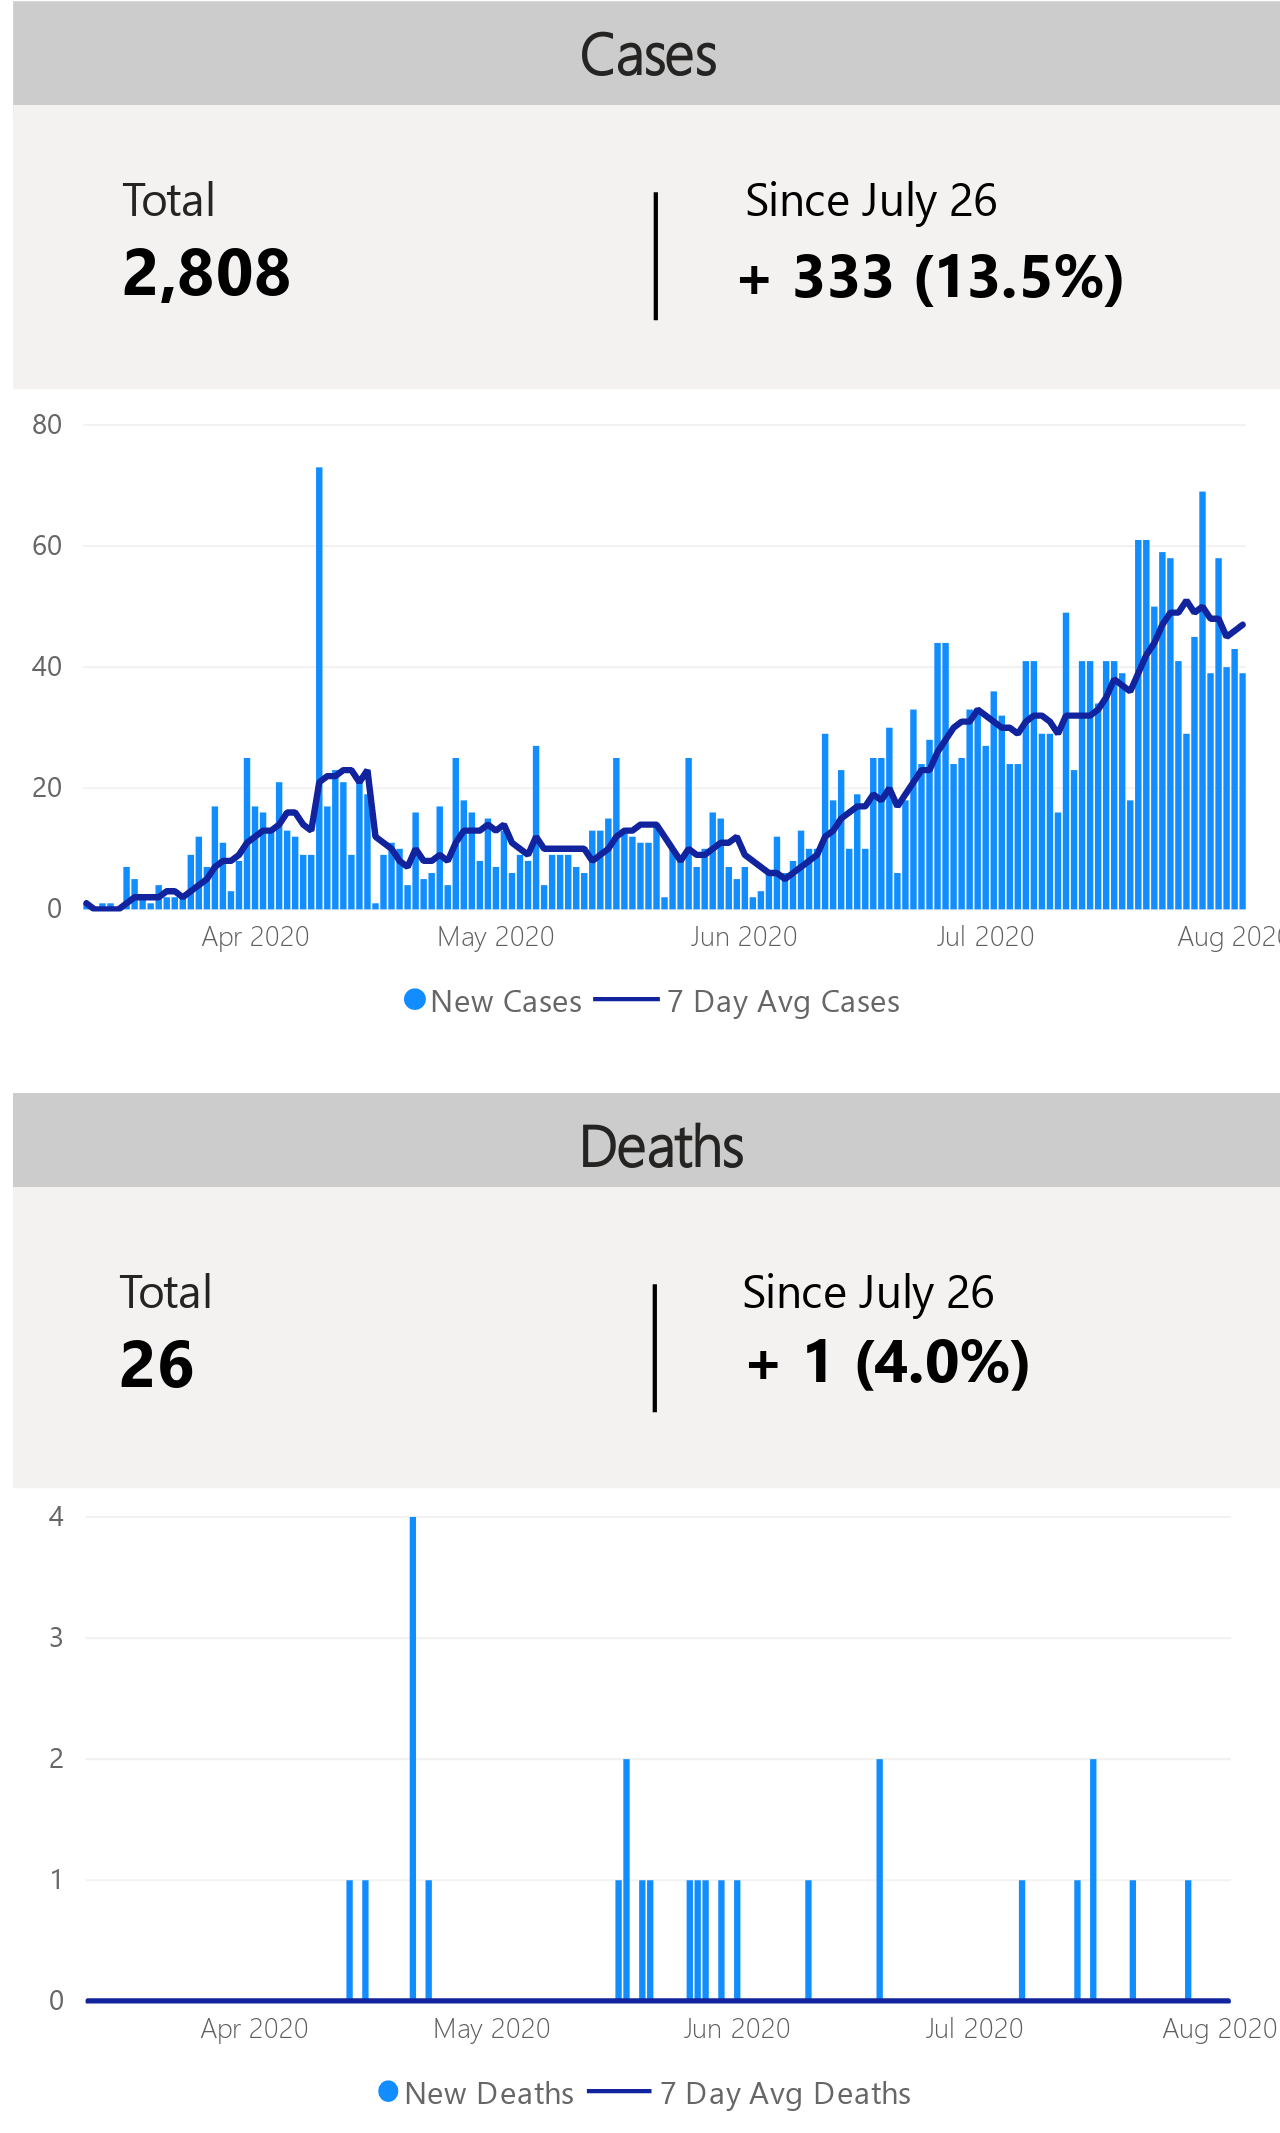 Cases
Total
2,808
Since July 26
+ 333 (13.5%)
80
60
40
20
0
Apr 2020
May 2020
Jun 2020
Jul 2020
Aug 2020
New Cases
7 Day Avg Cases
Deaths
Total
26
Since July 26
+ 1 (4.0%)
4
3
2
1
0
Apr 2020
May 2020
Jun 2020
Jul 2020
Aug 2020
New Deaths
7 Day Avg Deaths